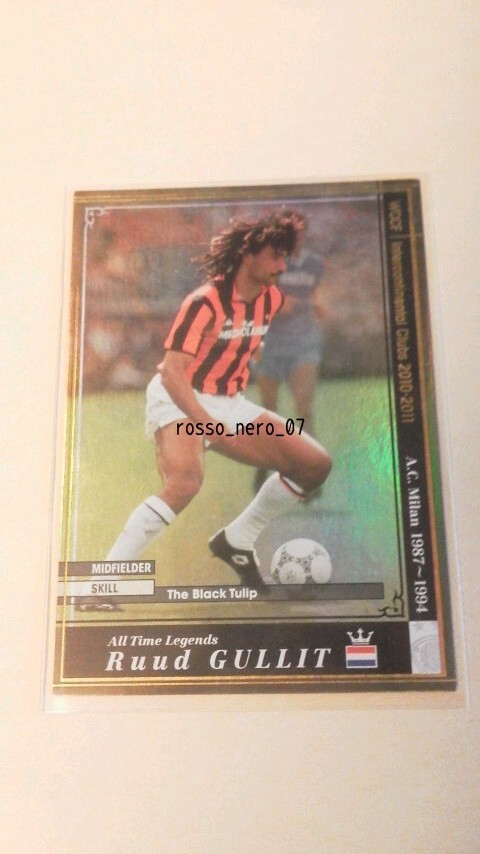 WCCF | Intercontinental Clubs 2010-2011
A.C. Milan 1987~1994
MEDIOLANUM
rosso_nero_07
MIDFIELDER
SKILL
The Black Tulip
All Time Legends
Ruud GULLIT